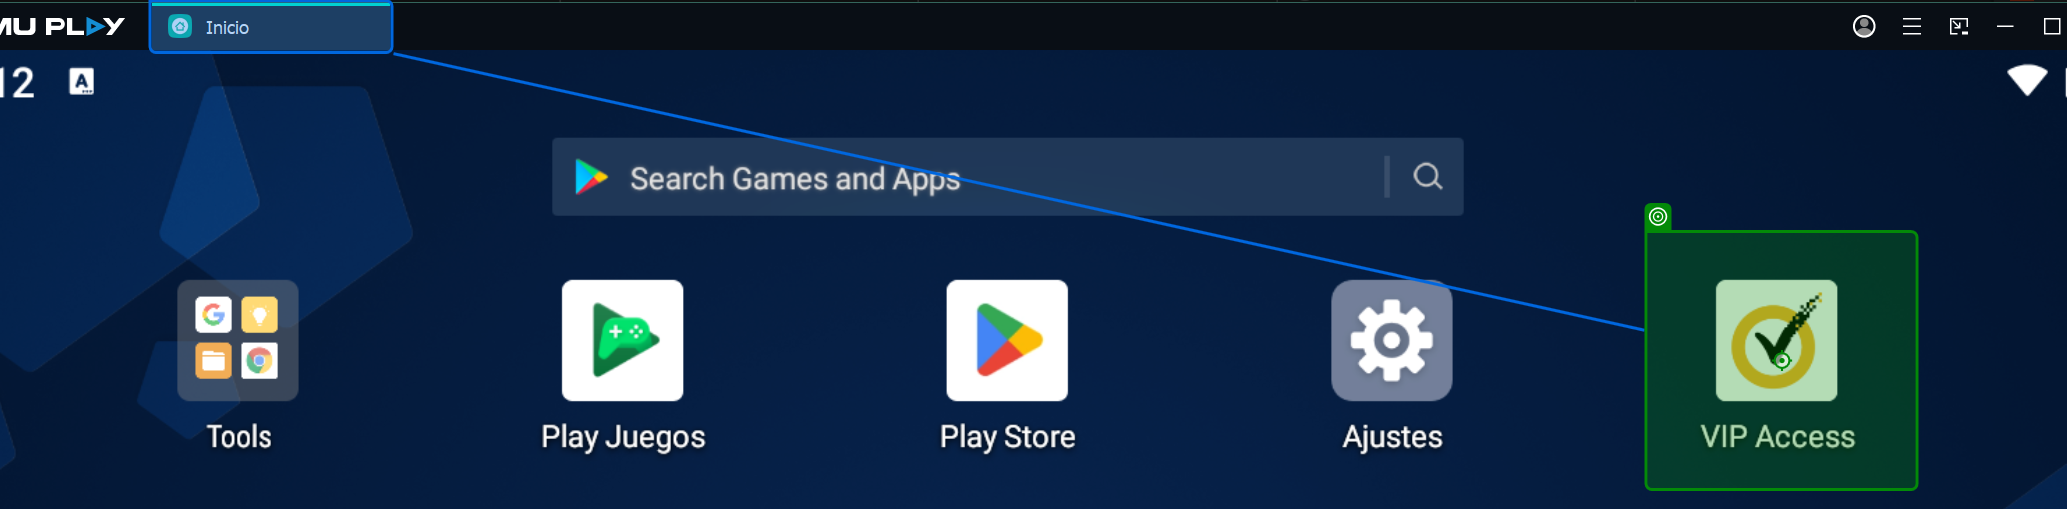 MU PLAY
Inicio
12
A
Search Games and Apps
Tools
Play Juegos
Play Store
Ajustes
VIP Access